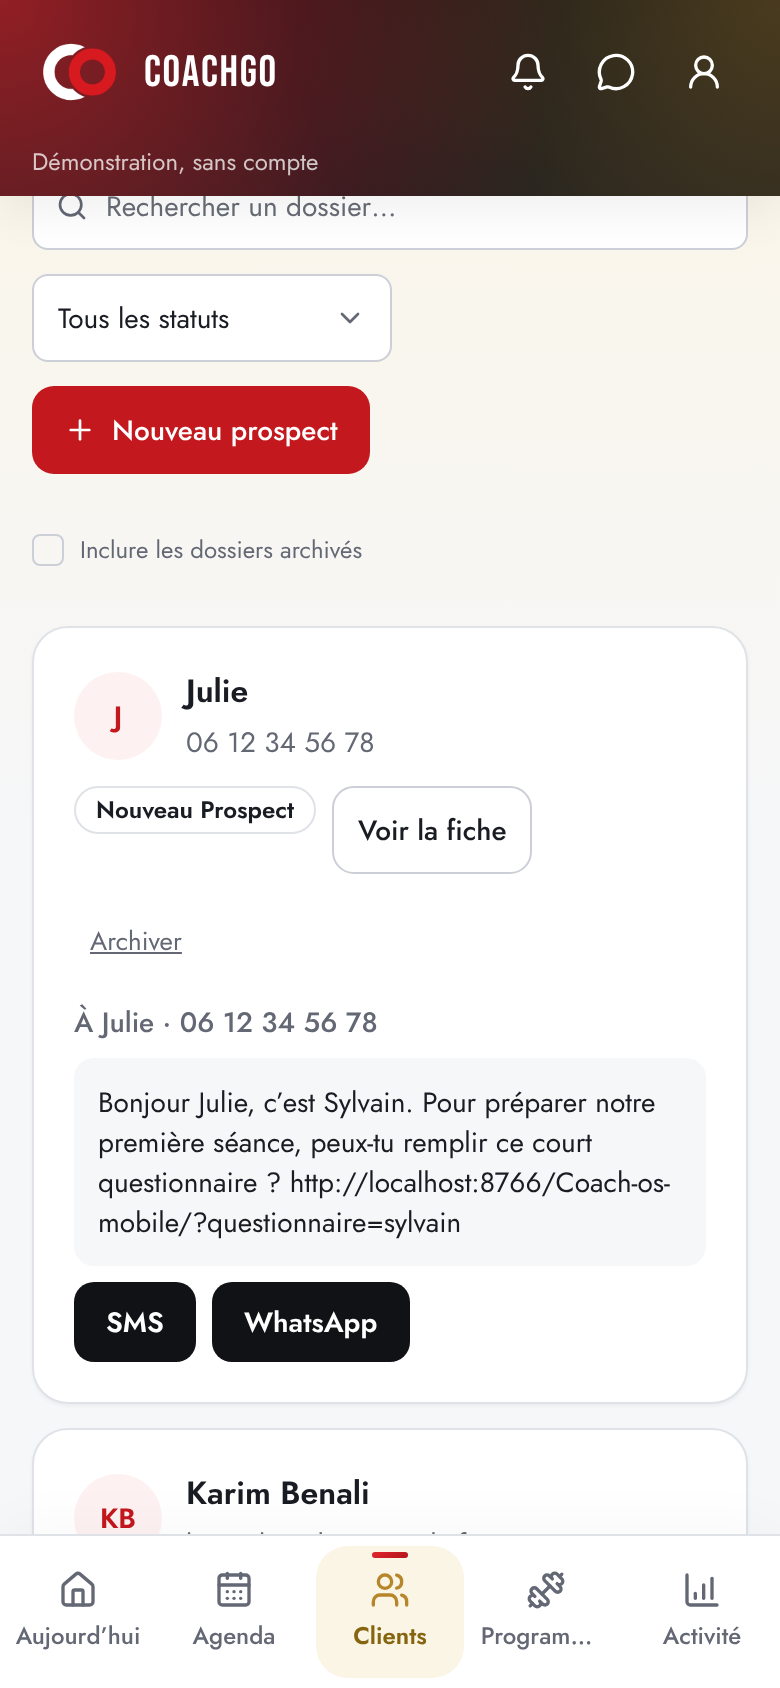 COACHGO
Démonstration, sans compte
Rechercher un dossier...
Tous les statuts
Nouveau prospect
Inclure les dossiers archivés
J
Julie
06 12 34 56 78
Nouveau Prospect
Voir la fiche
Archiver
À Julie · 06 12 34 56 78
Bonjour Julie, c’est Sylvain. Pour préparer notre
première séance, peux-tu remplir ce court
questionnaire ? http://localhost:8766/Coach-os-
mobile/?questionnaire=sylvain
SMS
WhatsApp
KB
Karim Benali
Aujourd’hui
Agenda
Clients
Program...
Activité